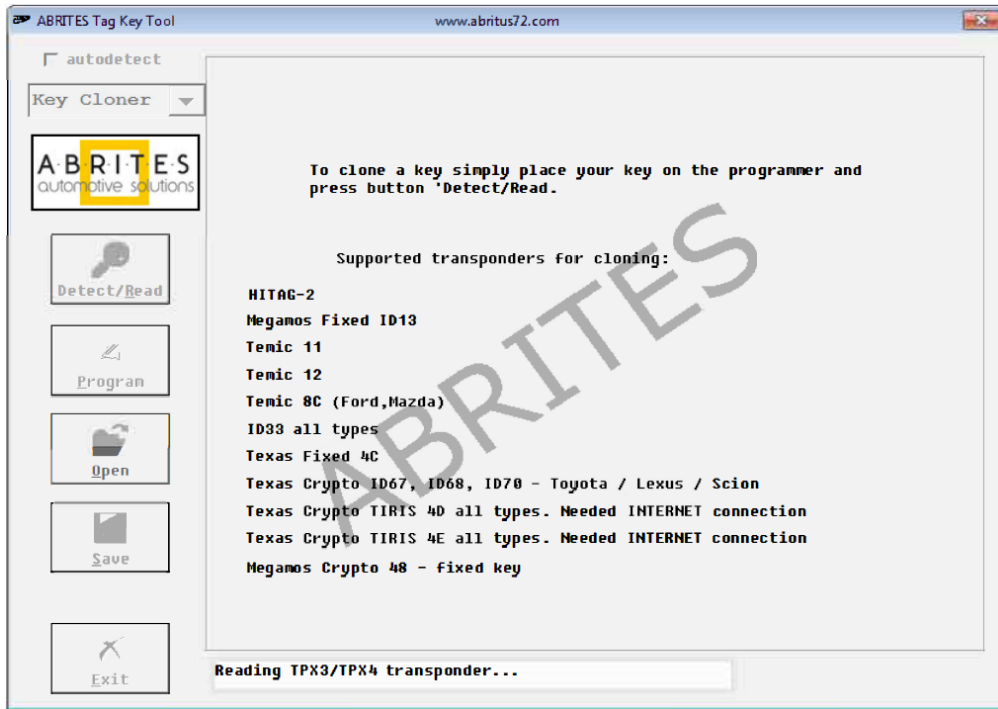 ABRITES Tag Key Tool
www.abritus72.com
autodetect
Key Cloner
A·B·R·I·T·E·S
automotive solutions
Detect/Read
Program
Open
Save
Exit
To clone a key simply place your key on the programmer and
press button 'Detect/Read.
Supported transponders for cloning:
HITAG-2
Megamos Fixed ID13
Temic 11
Temic 12
Temic 8C (Ford,Mazda)
ID33 all types
Texas Fixed 4C
Texas Crypto ID67, ID68, ID70 - Toyota / Lexus / Scion
Texas Crypto TIRIS 4D all types. Needed INTERNET connection
Texas Crypto TIRIS 4E all types. Needed INTERNET connection
Megamos Crypto 48 - fixed key
ABRITES
Reading TPX3/TPX4 transponder...